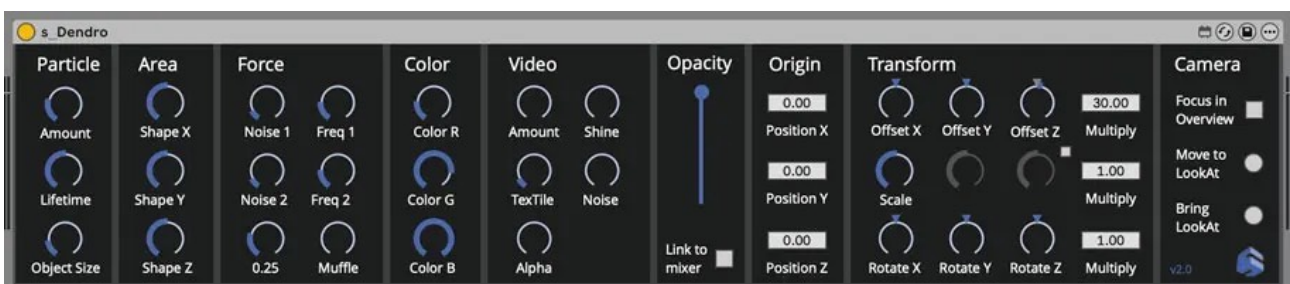 s_Dendro
Particle
Amount
Lifetime
Object Size
Area
Shape X
Shape Y
Shape Z
Force
Noise 1
Freq 1
Noise 2
Freq 2
0.25
Muffle
Color
Color R
Color G
Color B
Video
Amount
Shine
TexTile
Noise
Alpha
Opacity
Link to
mixer
Origin
0.00
Position X
0.00
Position Y
0.00
Position Z
Transform
Offset X
Offset Y
Offset Z
30.00
Multiply
Scale
1.00
Multiply
Rotate X
Rotate Y
Rotate Z
1.00
Multiply
Camera
Focus in
Overview
Move to
LookAt
Bring
LookAt
v2.0